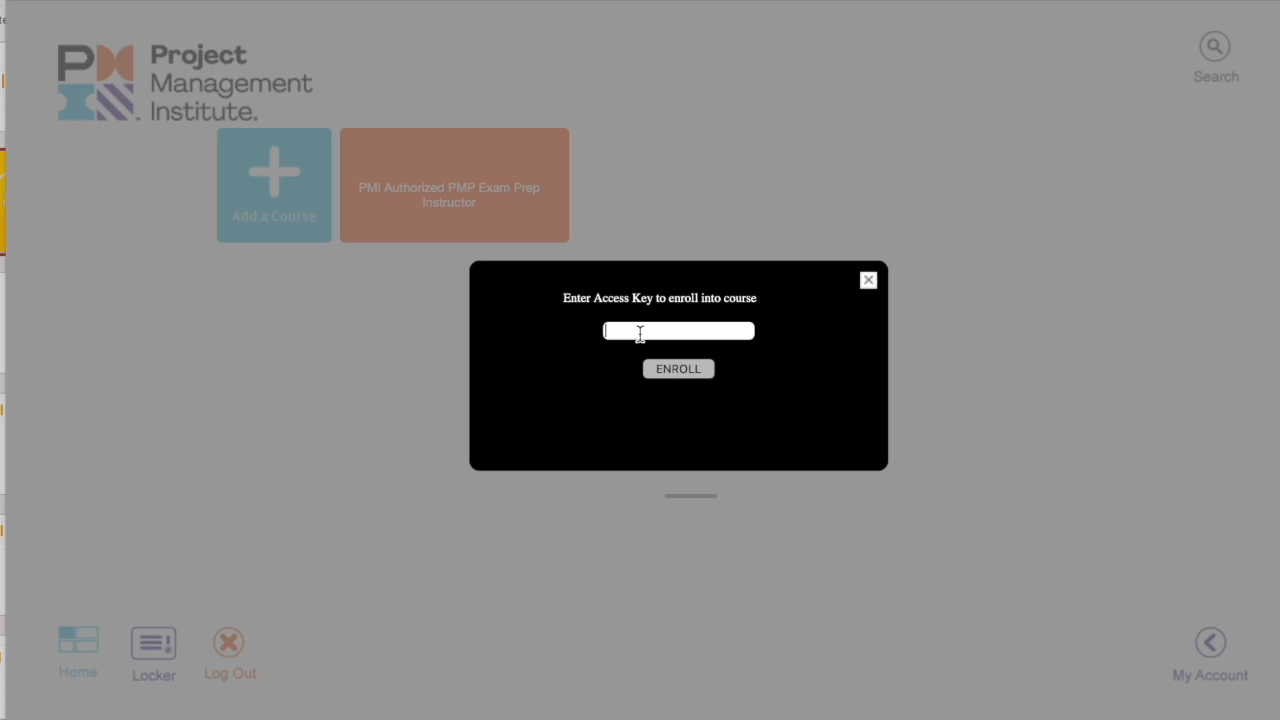 Project
Management
Institute.
Search
Add a Course
PMI Authorized PMP Exam Prep
Instructor
Enter Access Key to enroll into course
ENROLL
Home
Locker
Log Out
My Account